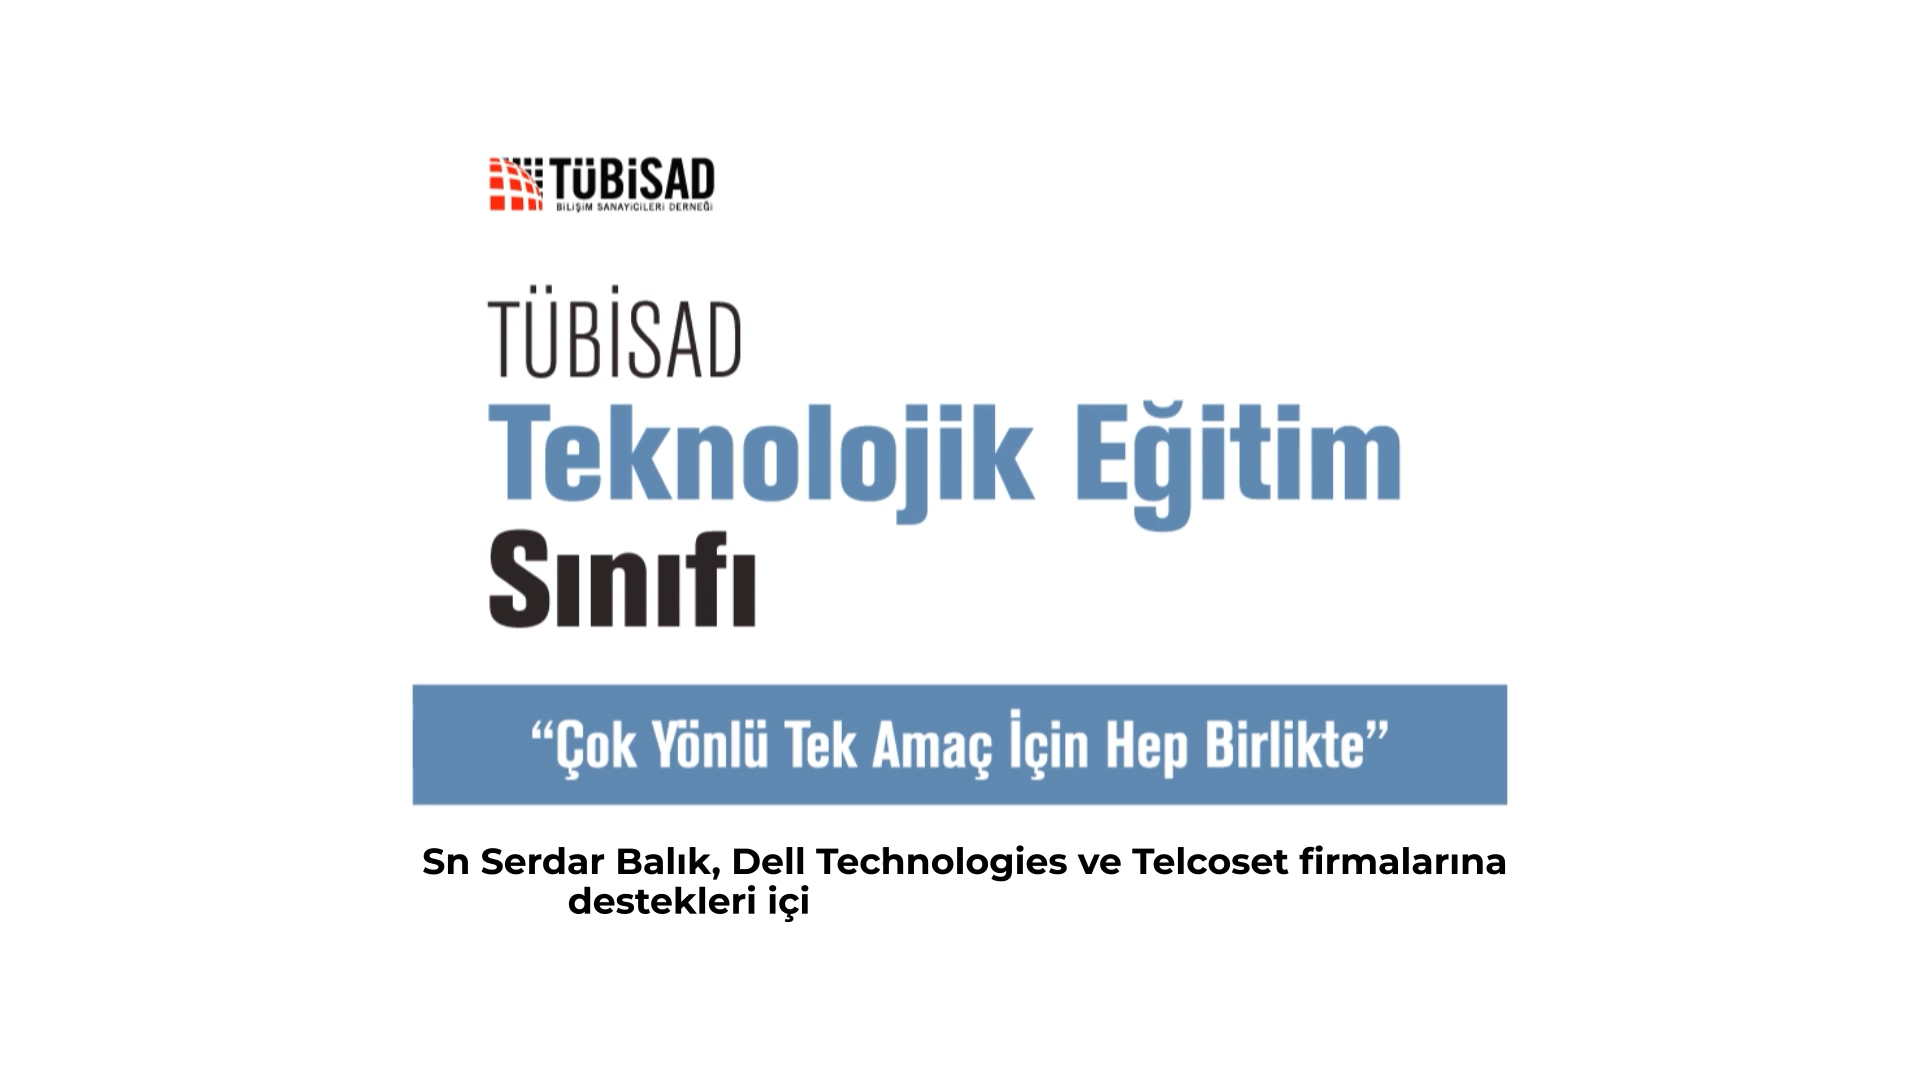 TÜBİSAD
BİLİŞİM SANAYİCİLERİ DERNEĞİ
TÜBİSAD
Teknolojik Eğitim
Sınıfı
“Çok Yönlü Tek Amaç İçin Hep Birlikte”
Sn Serdar Balık, Dell Technologies ve Telcoset firmalarına
destekleri içi